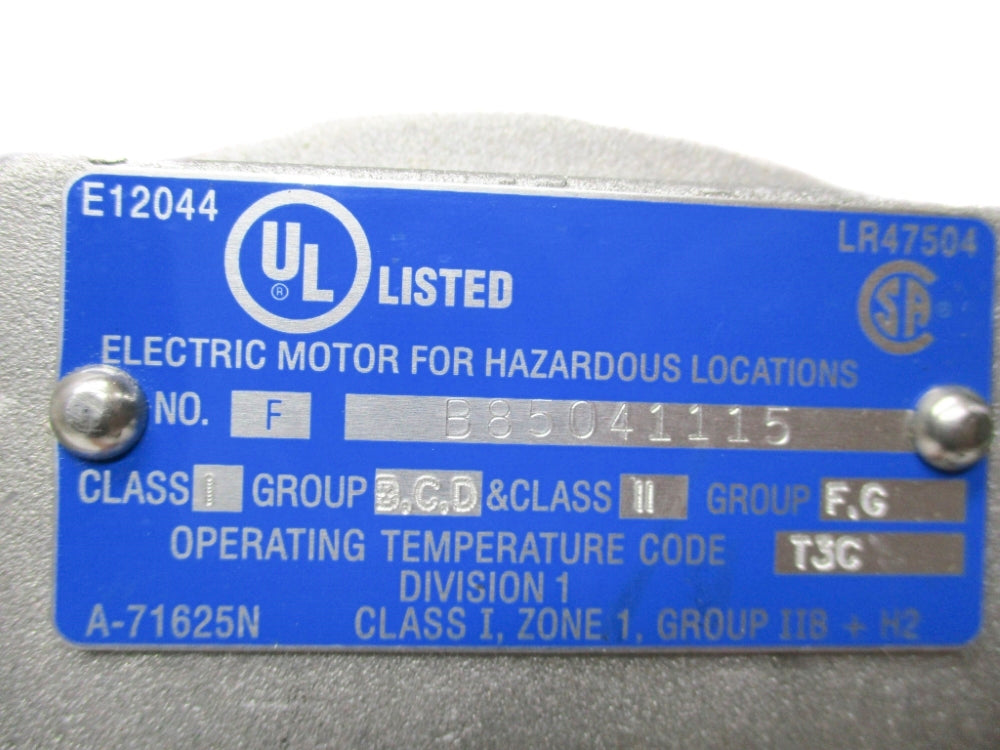 E12044
UL ® LISTED
LR47504
SA ®
ELECTRIC MOTOR FOR HAZARDOUS LOCATIONS
NO. F B85041115
CLASS I GROUP B,C,D & CLASS II GROUP F,G
OPERATING TEMPERATURE CODE T3C
DIVISION 1
A-71625N CLASS I, ZONE 1, GROUP IIB + H2